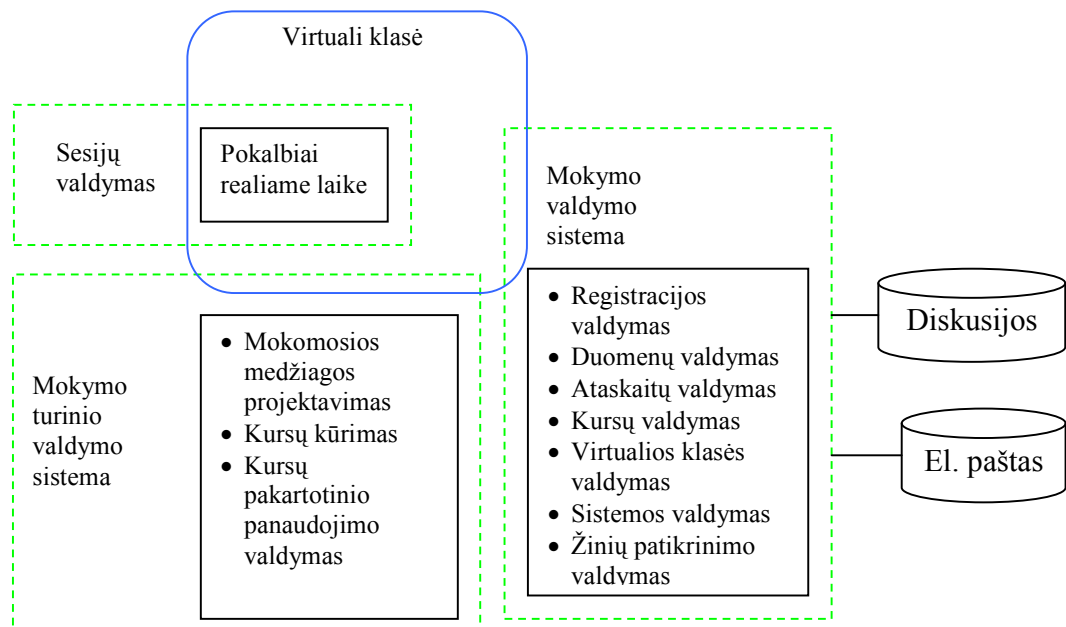 Virtuali klasė
Sesijų
valdymas
Pokalbiai
realiame laike
Mokymo
valdymo
sistema
• Registracijos
valdymas
• Duomenų valdymas
• Ataskaitų valdymas
• Kursų valdymas
• Virtualios klasės
valdymas
• Sistemos valdymas
• Žinių patikrinimo
valdymas
Diskusijos
El. paštas
Mokymo
turinio
valdymo
sistema
• Mokomosios
medžiagos
projektavimas
• Kursų kūrimas
• Kursų
pakartotinio
panaudojimo
valdymas